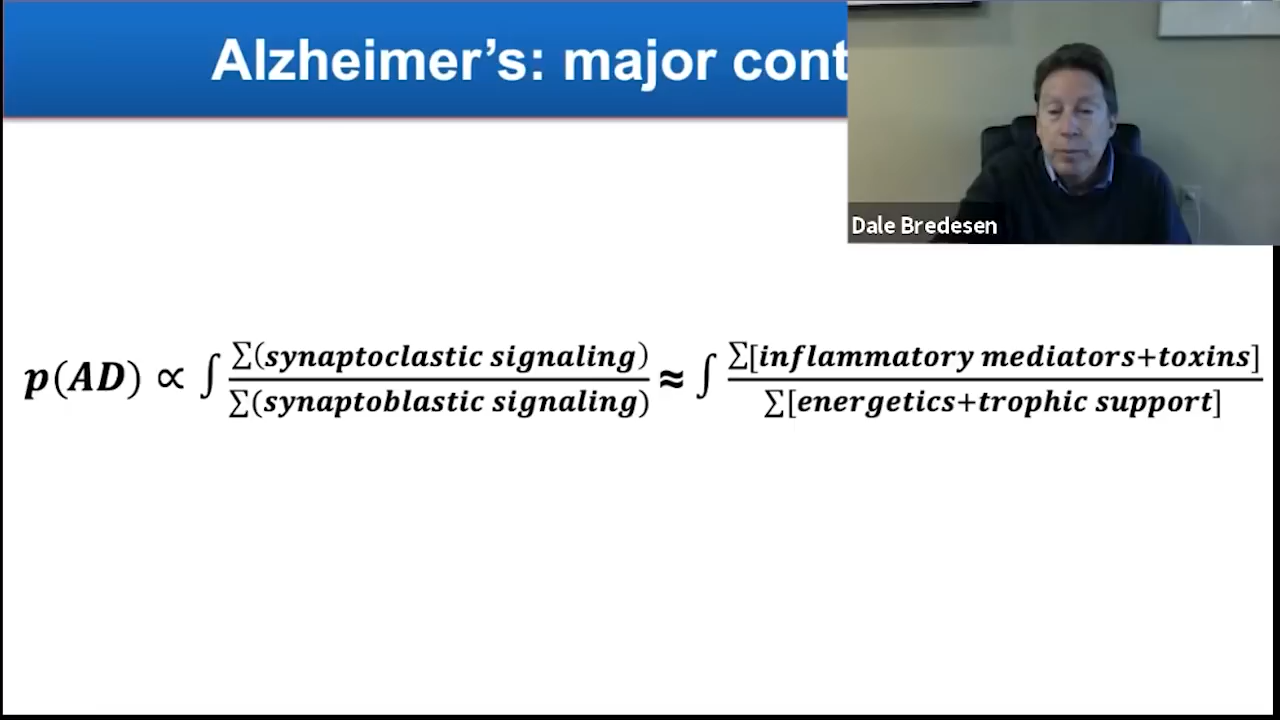 Alzheimer's: major cont
Dale Bredesen
p(AD) ∝ ∫ ∑(synaptoclastic signaling) / ∑(synaptoblastic signaling) ≈ ∫ ∑[inflammatory mediators+toxins] / ∑[energetics+trophic support]